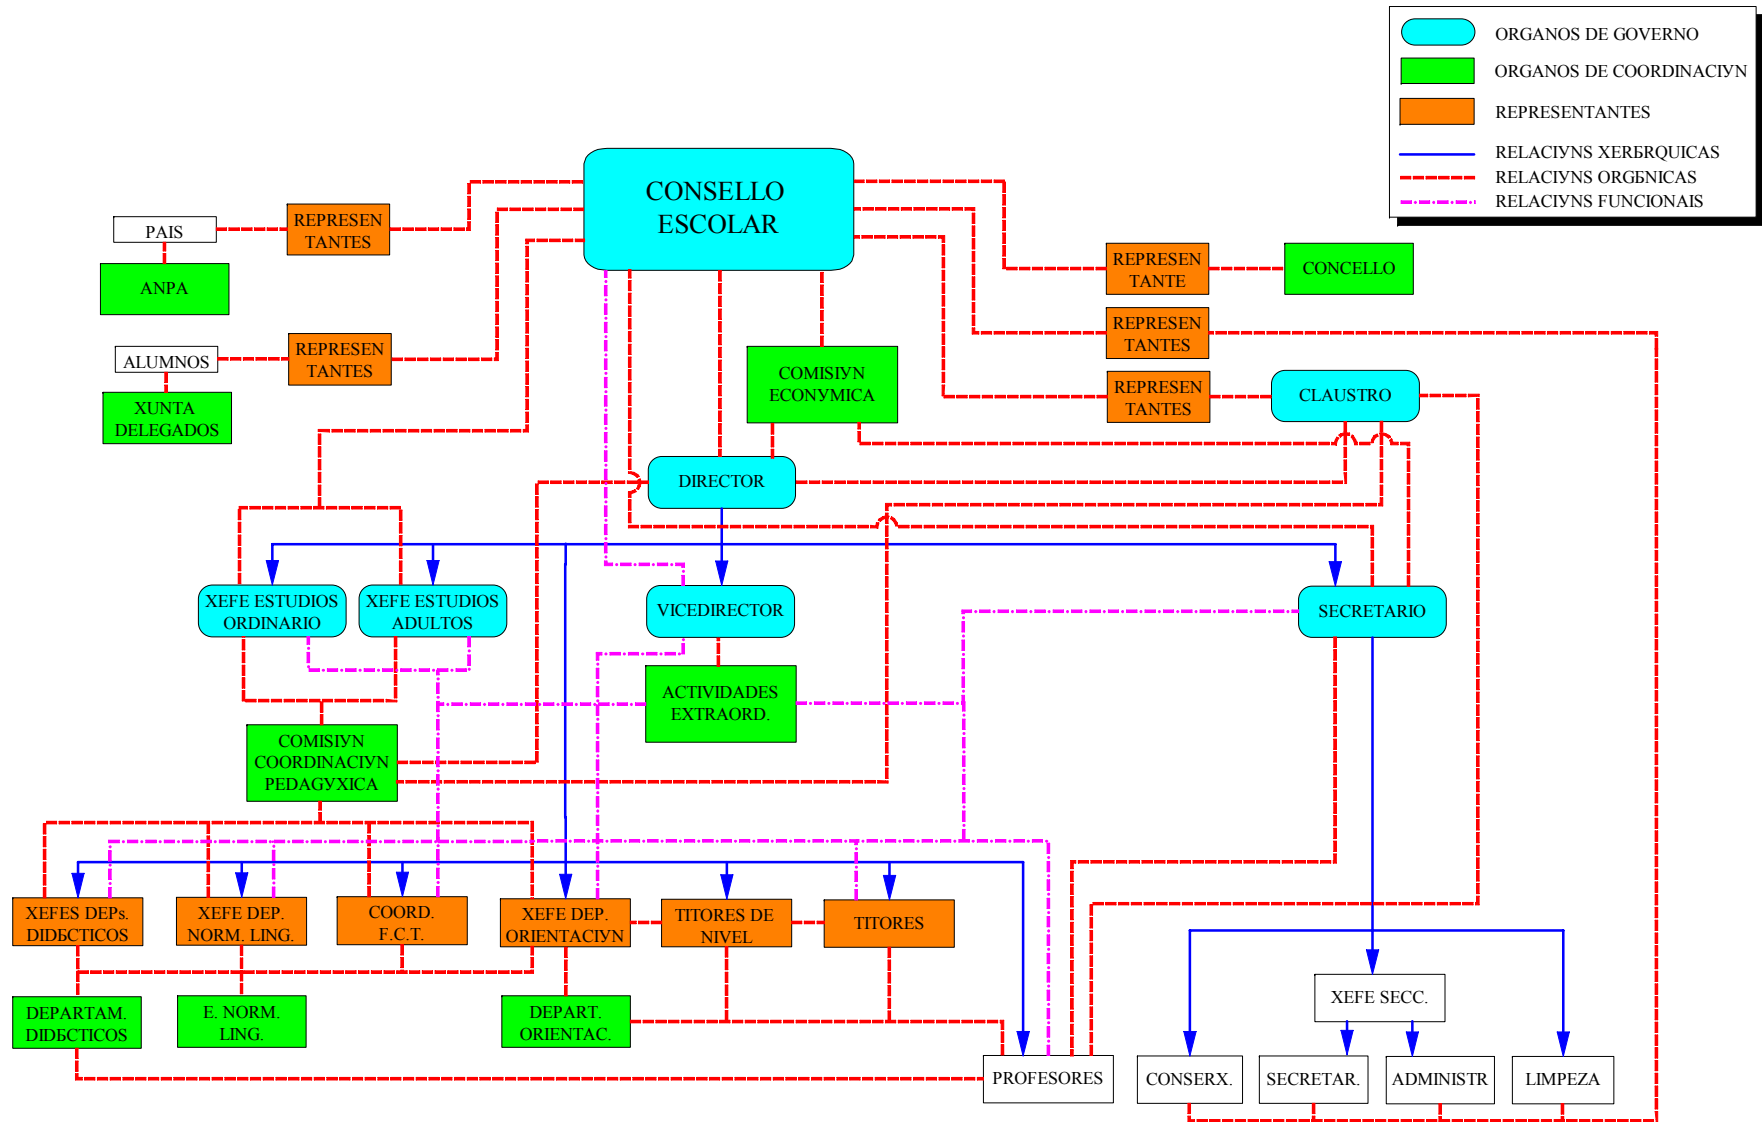 ORGANOS DE GOVERNO
ORGANOS DE COORDINACIУN
REPRESENTANTES
RELACIУNS XERБRQUICAS
RELACIУNS ORGБNICAS
RELACIУNS FUNCIONAIS
CONSELLO
ESCOLAR
PAIS
REPRESEN
TANTES
ANPA
REPRESEN
TANTE
CONCELLO
ALUMNOS
REPRESEN
TANTES
XUNTA
DELEGADOS
REPRESEN
TANTES
COMISIУN
ECONУMICA
REPRESEN
TANTES
CLAUSTRO
DIRECTOR
XEFE ESTUDIOS
ORDINARIO
XEFE ESTUDIOS
ADULTOS
VICEDIRECTOR
SECRETARIO
ACTIVIDADES
EXTRAORD.
COMISIУN
COORDINACIУN
PEDAGУXICA
XEFES DEPs.
DIDБCTICOS
XEFE DEP.
NORM. LING.
COORD.
F.C.T.
XEFE DEP.
ORIENTACIУN
TITORES DE
NIVEL
TITORES
DEPARTAM.
DIDБCTICOS
E. NORM.
LING.
DEPART.
ORIENTAC.
XEFE SECC.
PROFESORES
CONSERX.
SECRETAR.
ADMINISTR
LIMPEZA